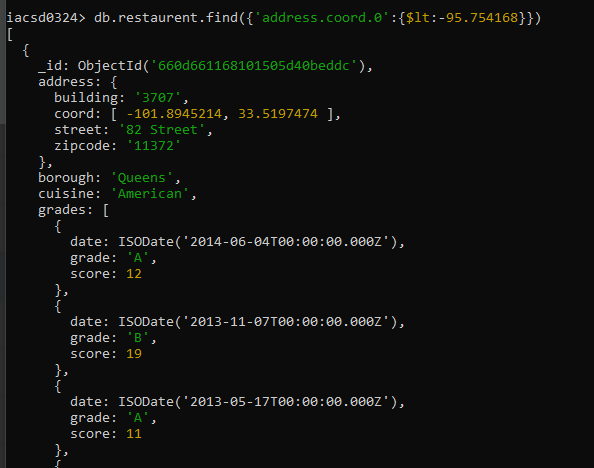 iacsd0324> db.restaurent.find({'address.coord.0':{$lt:-95.754168}})
[
  {
    _id: ObjectId('660d661168101505d40beddc'),
    address: {
      building: '3707',
      coord: [ -101.8945214, 33.5197474 ],
      street: '82 Street',
      zipcode: '11372'
    },
    borough: 'Queens',
    cuisine: 'American',
    grades: [
      {
        date: ISODate('2014-06-04T00:00:00.000Z'),
        grade: 'A',
        score: 12
      },
      {
        date: ISODate('2013-11-07T00:00:00.000Z'),
        grade: 'B',
        score: 19
      },
      {
        date: ISODate('2013-05-17T00:00:00.000Z'),
        grade: 'A',
        score: 11
      },
      {